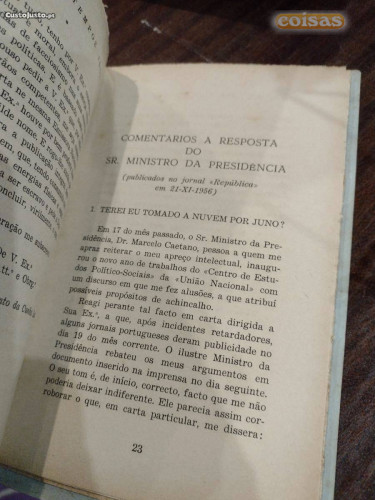 CustoJusto.pt
coisas
TEMPO
COMENTARIOS A RESPOSTA
DO
SR. MINISTRO DA PRESIDENCIA
(publicados no jornal «República»
em 21-XI-1956)
I TEREI EU TOMADO A NUVEM POR JUNO?
Em 17 do mês passado, o Sr. Ministro da Pre-
sidência, Dr. Marcelo Caetano, pessoa a quem me
apraz reiterar o meu apreço intelectual, inaugu-
rou o novo ano de trabalhos do «Centro de Estu-
dos Político-Sociais» da «União Nacional» com
um discurso em que me fez alusões, a que atribuí
possíveis propósitos de achincalho.
Reagi perante tal facto em carta dirigida a
Sua Ex.ª, a que, após incidentes retardadores,
alguns jornais portugueses deram publicidade no
dia 19 do mês corrente. O ilustre Ministro da
Presidência rebateu os meus argumentos em
documento inserido na imprensa no dia seguinte.
O seu tom é, de início, correcto, facto que me não
poderia deixar indiferente. Ele parecia assim cor-
roborar o que, em carta particular, me dissera:
23